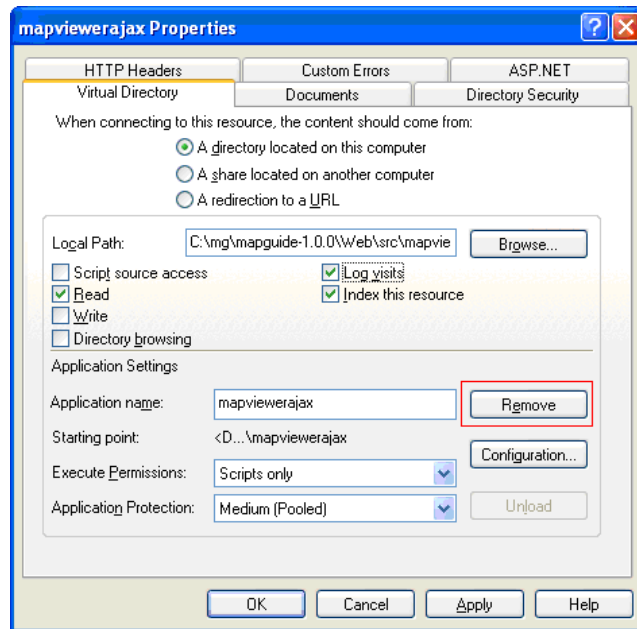 mapviewerajax Properties
HTTP Headers Custom Errors ASP.NET
Virtual Directory Documents Directory Security
When connecting to this resource, the content should come from:
A directory located on this computer
A share located on another computer
A redirection to a URL
Local Path: C:\mg\mapguide-1.0.0\Web\src\mapvie Browse...
Script source access Log visits
Read Index this resource
Write
Directory browsing
Application Settings
Application name: mapviewerajax Remove
Starting point: <D...\mapviewerajax
Configuration...
Execute Permissions: Scripts only
Application Protection: Medium (Pooled) Unload
OK Cancel Apply Help